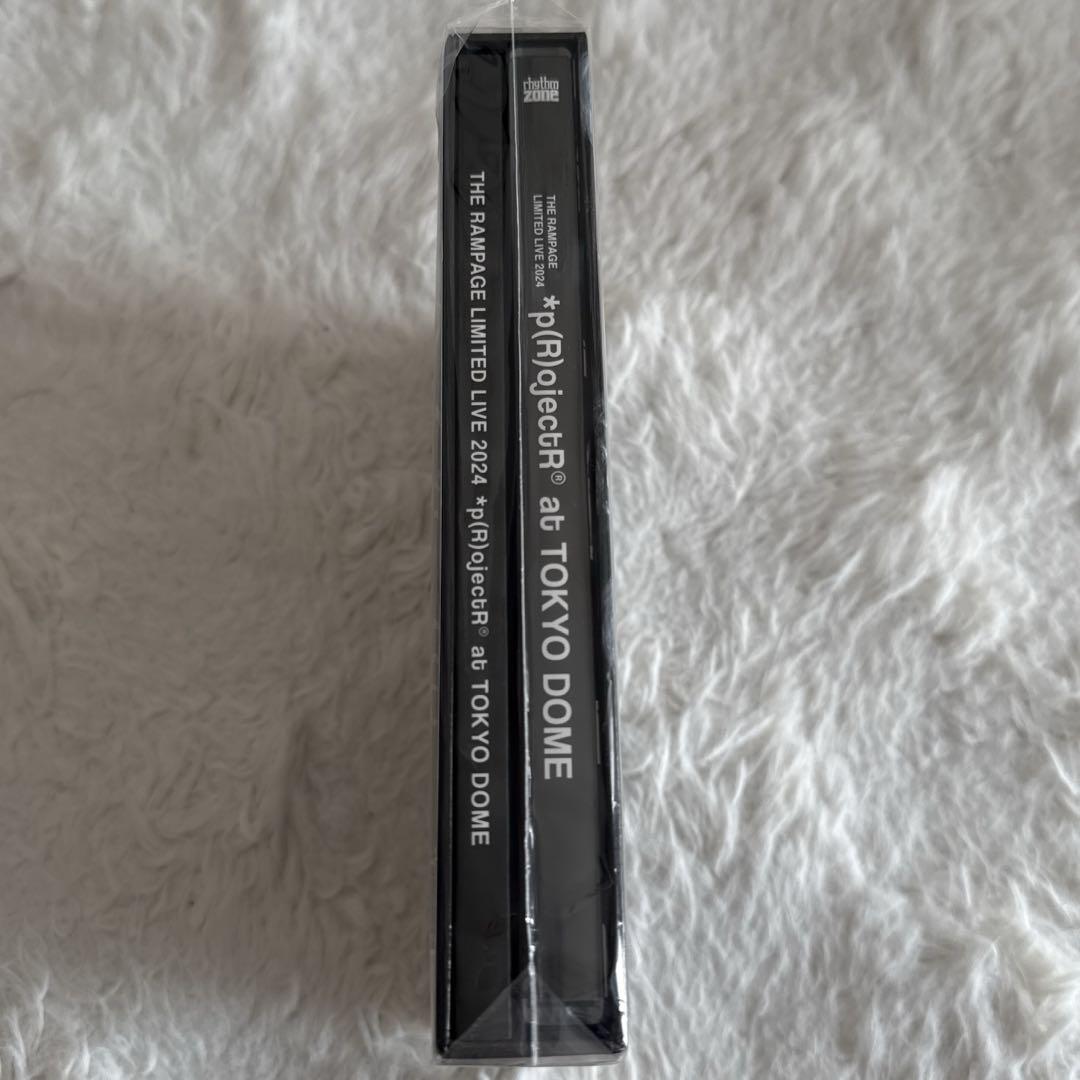 rhythm
zone
THE RAMPAGE
LIMITED LIVE 2024
*p(R)ojectR® at TOKYO DOME
THE RAMPAGE LIMITED LIVE 2024 *p(R)ojectR® at TOKYO DOME